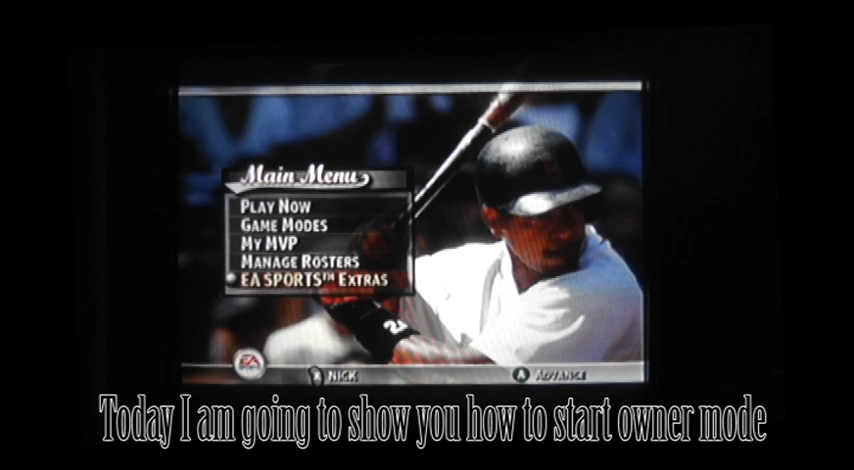 Main Menu
PLAY NOW
GAME MODES
MY MVP
MANAGE ROSTERS
EA SPORTS™ EXTRAS
EA
NICK
A ADVANCE
Today I am going to show you how to start owner mode